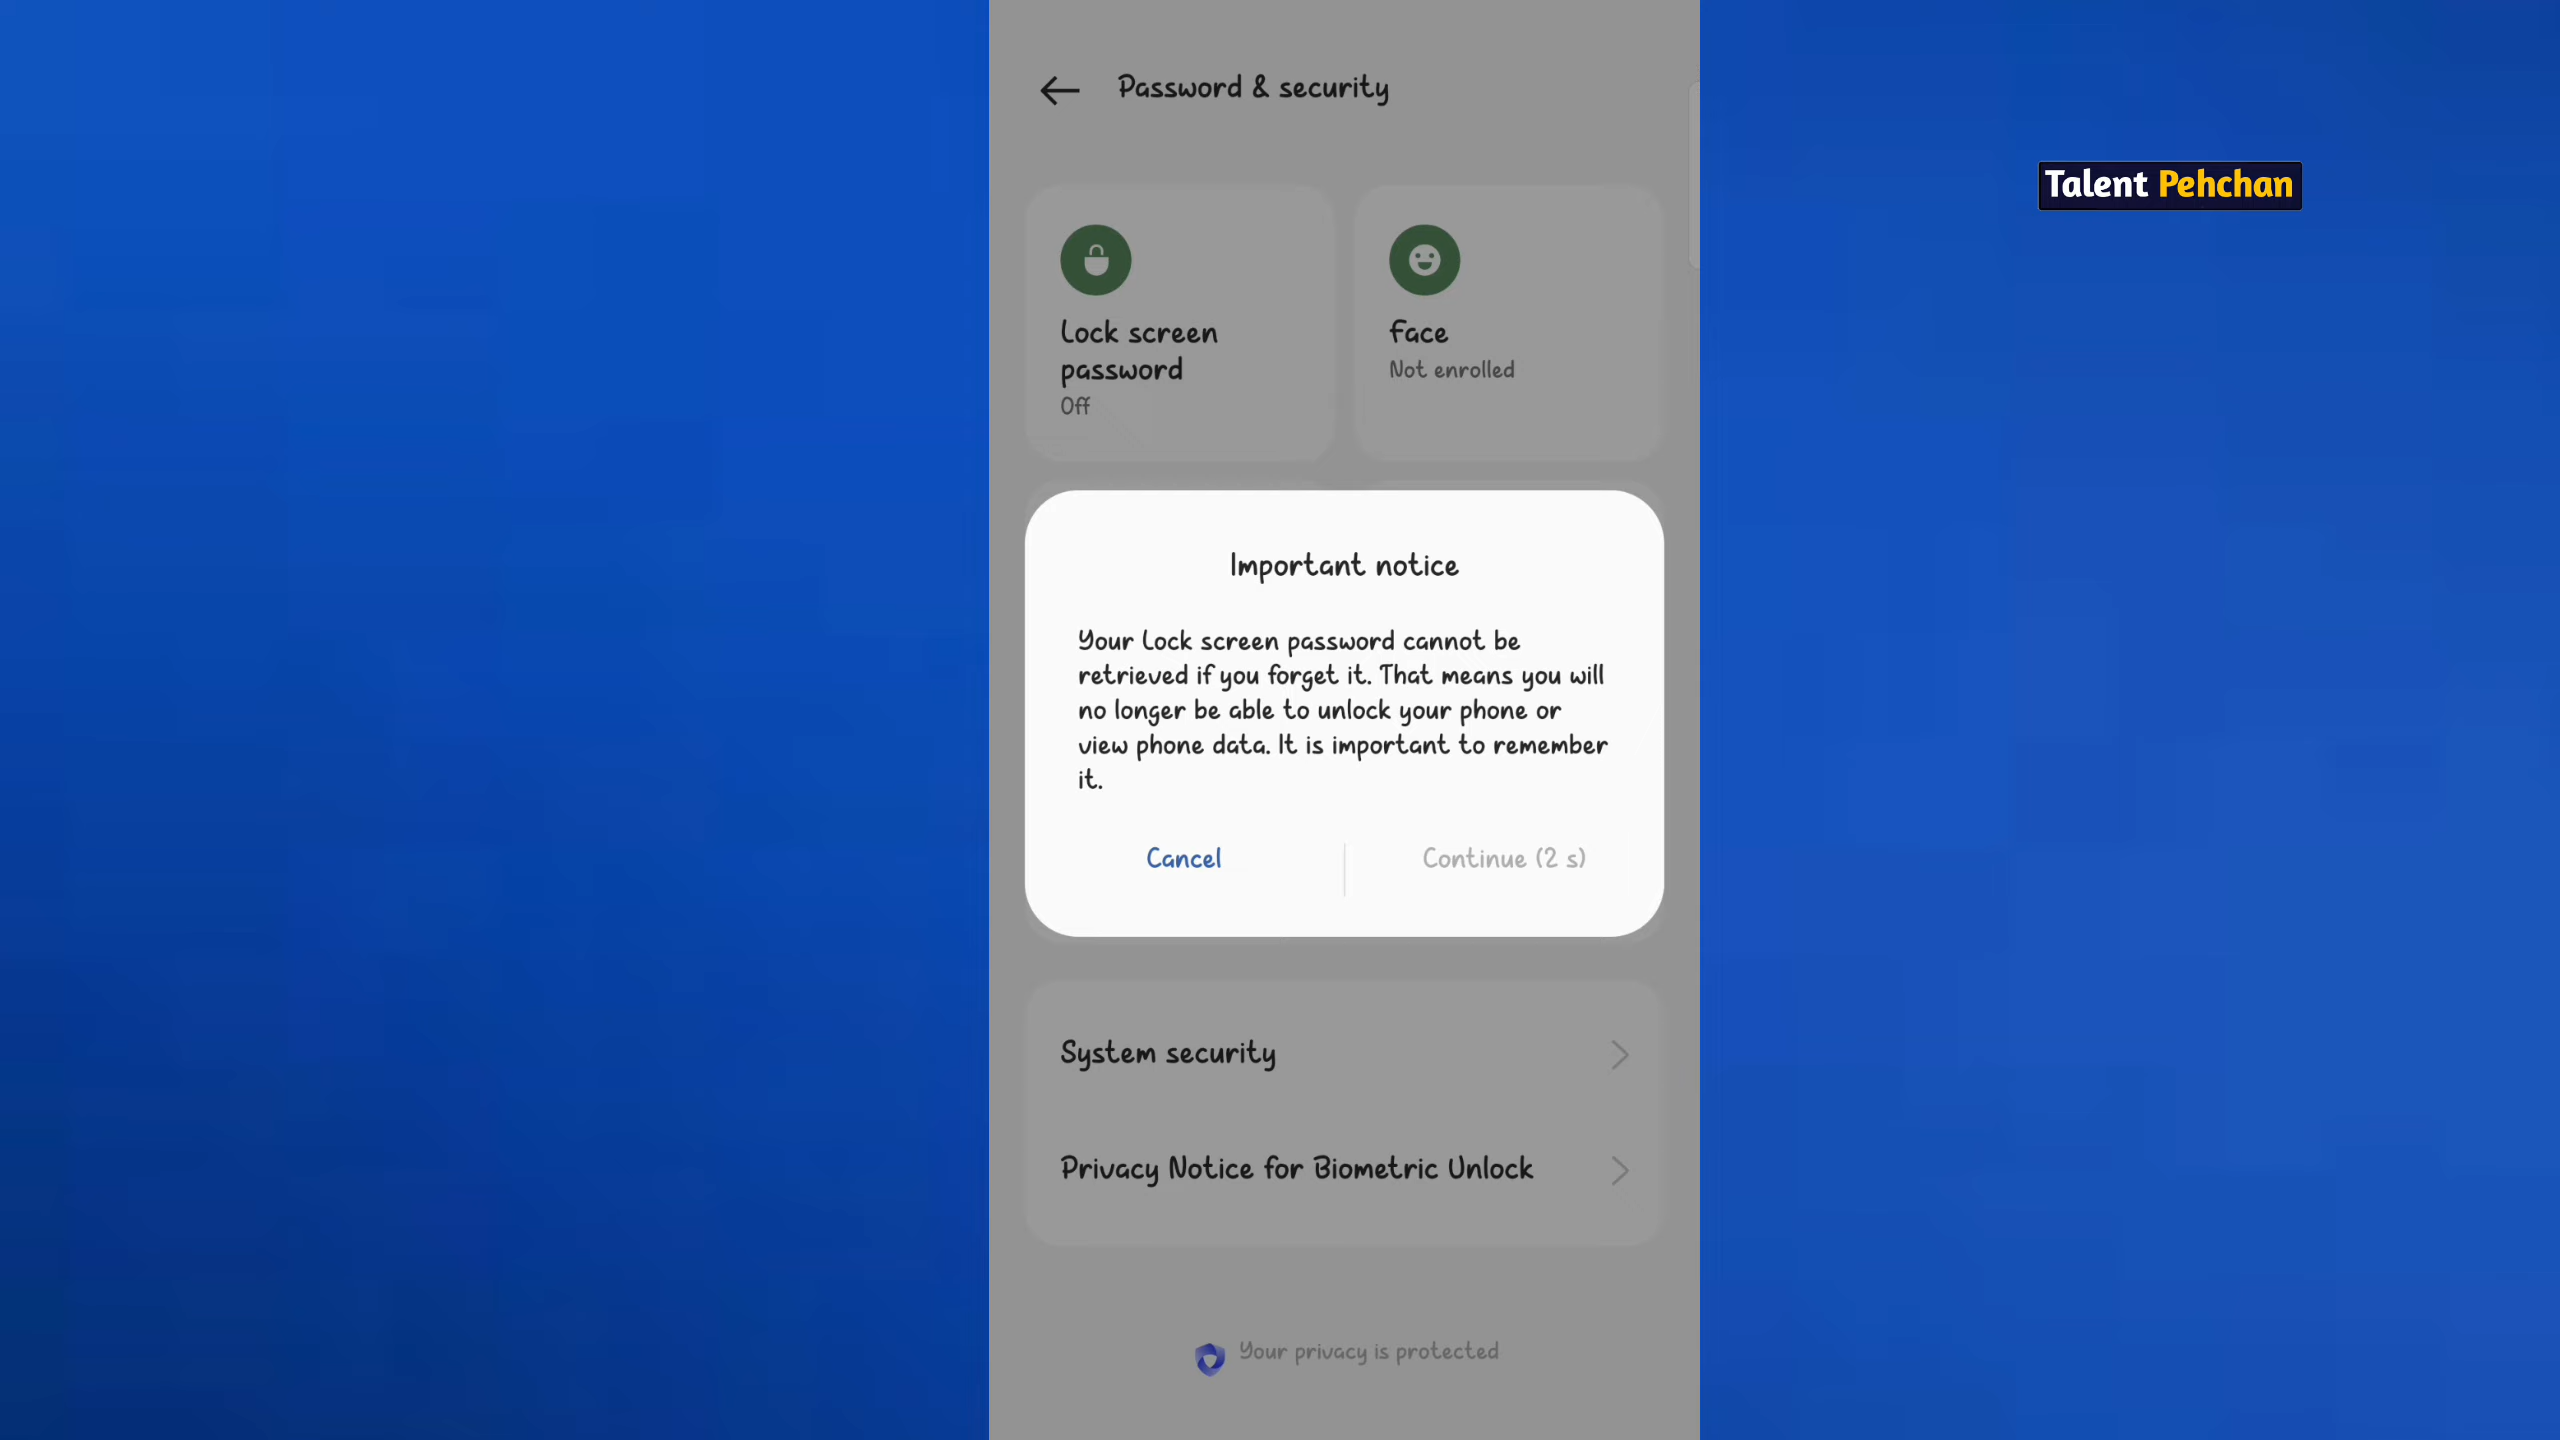 Password & security
Talent Pehchan
Lock screen
password
Off
Face
Not enrolled
Important notice
Your Lock screen password cannot be
retrieved if you forget it. That means you will
no longer be able to unlock your phone or
view phone data. It is important to remember
it.
Cancel
Continue (2 s)
System security
Privacy Notice for Biometric Unlock
Your privacy is protected